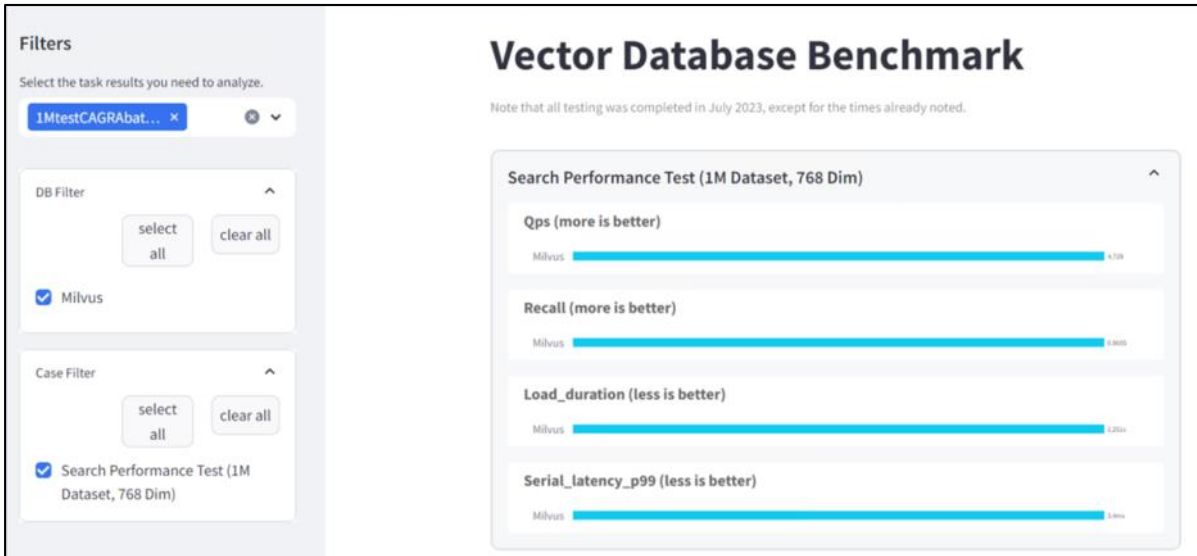 Filters
Select the task results you need to analyze.
1MtestCAGRAbat... ×
DB Filter
select
all
clear all
Milvus
Case Filter
select
all
clear all
Search Performance Test (1M
Dataset, 768 Dim)
Vector Database Benchmark
Note that all testing was completed in July 2023, except for the times already noted.
Search Performance Test (1M Dataset, 768 Dim)
Qps (more is better)
Milvus
Recall (more is better)
Milvus
Load_duration (less is better)
Milvus
Serial_latency_p99 (less is better)
Milvus